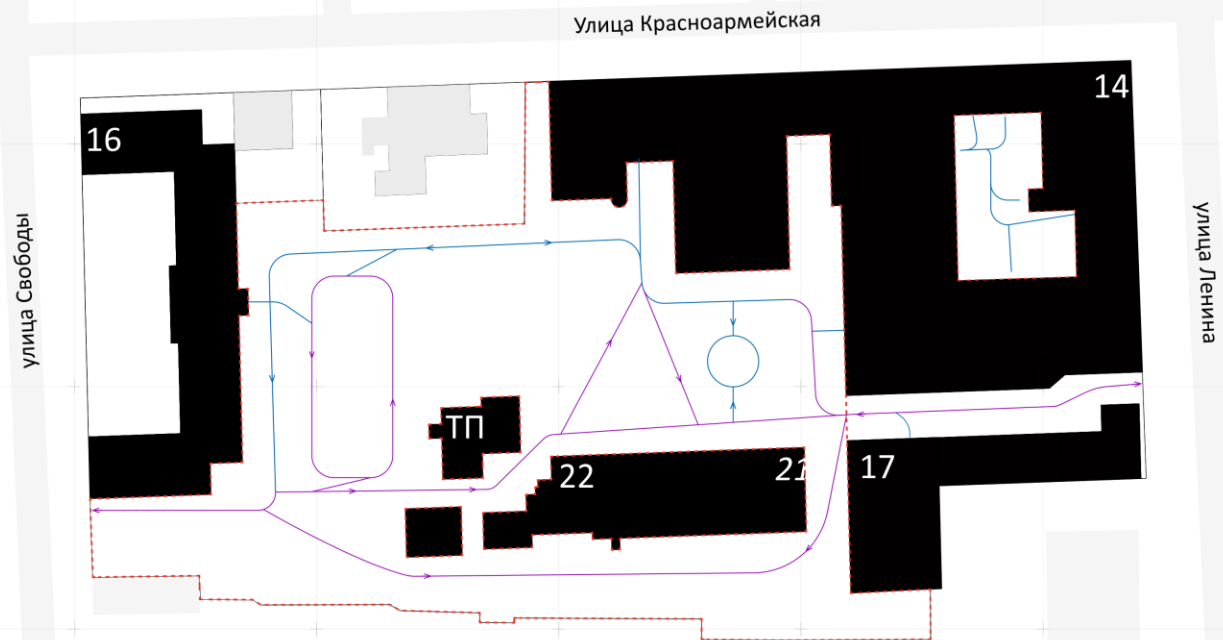 Улица Красноармейская
14
16
улица Свободы
улица Ленина
ТП
22
21
17